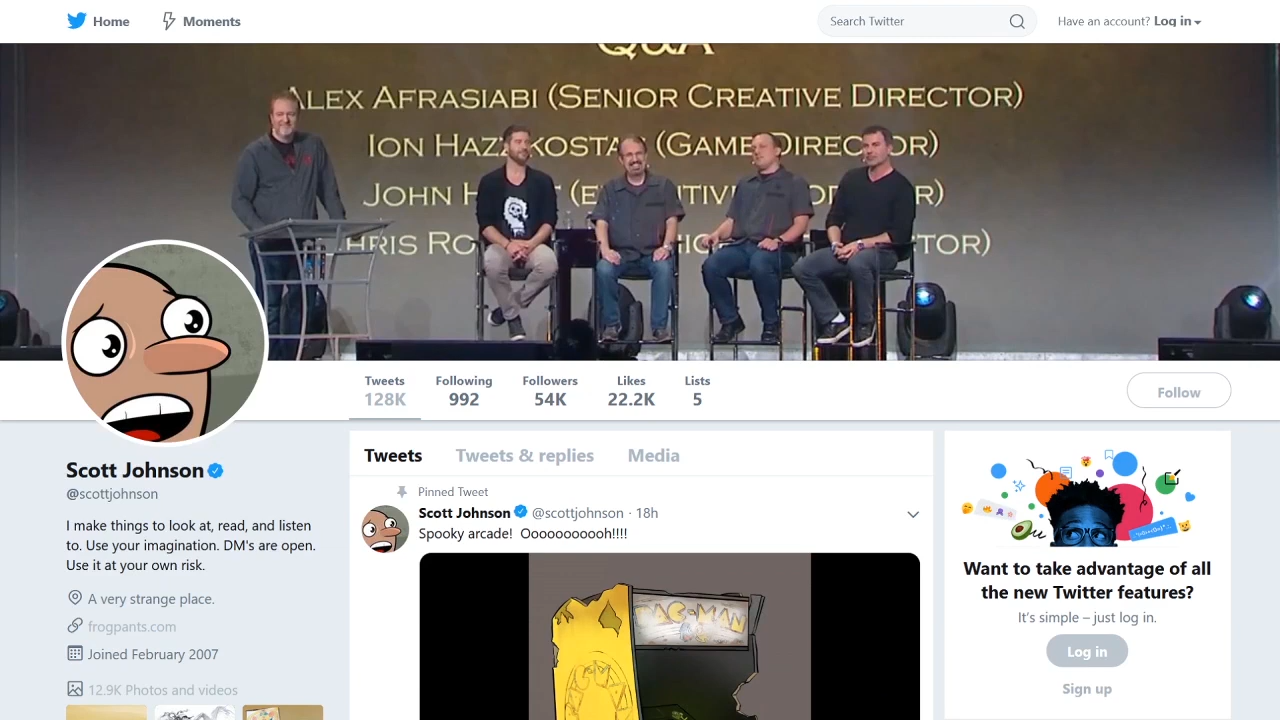 Home
Moments
Search Twitter
Have an account? Log in
Q&A
Alex Afrasiabi (Senior Creative Director)
Ion (Game Director)
John
Tweets
128K
Following
992
Followers
54K
Likes
22.2K
Lists
5
Follow
Scott Johnson
@scottjohnson
I make things to look at, read, and listen
to. Use your imagination. DM's are open.
Use it at your own risk.
A very strange place.
frogpants.com
Joined February 2007
12.9K Photos and videos
Tweets
Tweets & replies
Media
Pinned Tweet
Scott Johnson @scottjohnson · 18h
Spooky arcade! Ooooooooooh!!!!
PAC-MAN
Want to take advantage of all
the new Twitter features?
It's simple – just log in.
Log in
Sign up